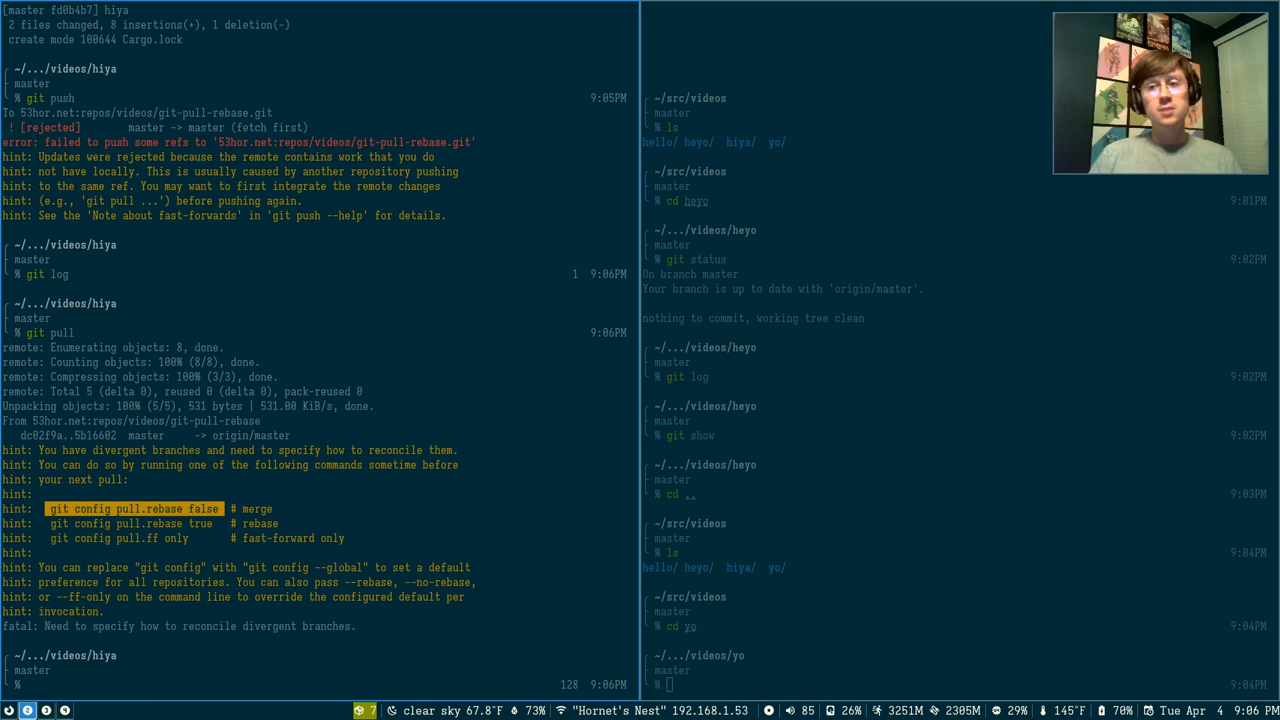 [master fd0b4b7] hiya
2 files changed, 8 insertions(+), 1 deletion(-)
create mode 100644 Cargo.lock
~/.../videos/hiya
master
% git push 9:05PM
To 53hor.net:repos/videos/git-pull-rebase.git
! [rejected] master -> master (fetch first)
error: failed to push some refs to '53hor.net:repos/videos/git-pull-rebase.git'
hint: Updates were rejected because the remote contains work that you do
hint: not have locally. This is usually caused by another repository pushing
hint: to the same ref. You may want to first integrate the remote changes
hint: (e.g., 'git pull ...') before pushing again.
hint: See the 'Note about fast-forwards' in 'git push --help' for details.
~/.../videos/hiya
master
% git log 1 9:06PM
~/.../videos/hiya
master
% git pull 9:06PM
remote: Enumerating objects: 8, done.
remote: Counting objects: 100% (8/8), done.
remote: Compressing objects: 100% (3/3), done.
remote: Total 5 (delta 0), reused 0 (delta 0), pack-reused 0
Unpacking objects: 100% (5/5), 531 bytes | 531.00 KiB/s, done.
From 53hor.net:repos/videos/git-pull-rebase
dc02f9a..5b16602 master -> origin/master
hint: You have divergent branches and need to specify how to reconcile them.
hint: You can do so by running one of the following commands sometime before
hint: your next pull:
hint:
hint: git config pull.rebase false # merge
hint: git config pull.rebase true # rebase
hint: git config pull.ff only # fast-forward only
hint:
hint: You can replace "git config" with "git config --global" to set a default
hint: preference for all repositories. You can also pass --rebase, --no-rebase,
hint: or --ff-only on the command line to override the configured default per
hint: invocation.
fatal: Need to specify how to reconcile divergent branches.
~/.../videos/hiya
master
% 128 9:06PM
~/src/videos
master
% ls
hello/ heyo/ hiya/ yo/
~/src/videos
master
% cd heyo 9:01PM
~/.../videos/heyo
master
% git status 9:02PM
On branch master
Your branch is up to date with 'origin/master'.
nothing to commit, working tree clean
~/.../videos/heyo
master
% git log 9:02PM
~/.../videos/heyo
master
% git show 9:02PM
~/.../videos/heyo
master
% cd .. 9:03PM
~/src/videos
master
% ls 9:04PM
hello/ heyo/ hiya/ yo/
~/src/videos
master
% cd yo 9:04PM
~/.../videos/yo
master
% 9:04PM
2 3 4 7 clear sky 67.8°F 73% "Hornet's Nest" 192.168.1.53 85 26% 3251M 2305M 29% 145°F 70% Tue Apr 4 9:06 PM